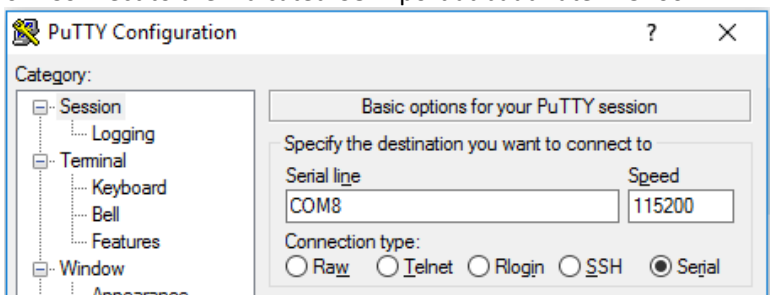 PuTTY Configuration ? ×
Category:
Session
Logging
Terminal
Keyboard
Bell
Features
Window
Appearance
Basic options for your PuTTY session
Specify the destination you want to connect to
Serial line Speed
COM8 115200
Connection type:
Raw Telnet Rlogin SSH Serial